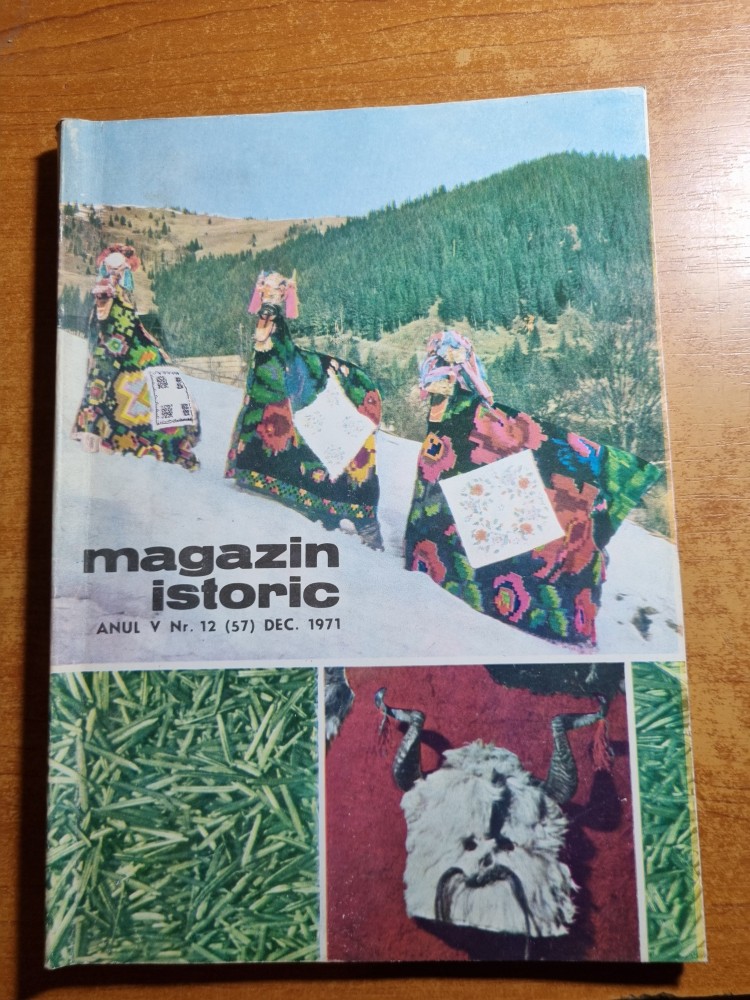 magazin
istoric
ANUL V Nr. 12 (57) DEC. 1971